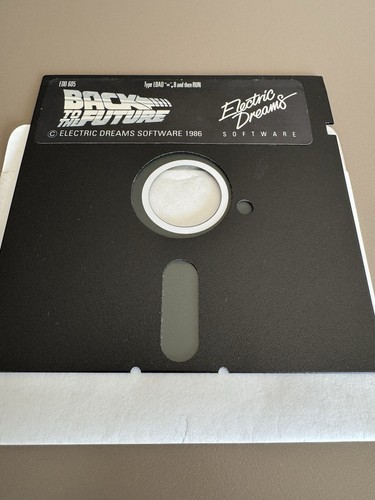 EDU 605
Type LOAD "*",8 and then RUN
BACK
TO THE FUTURE
Electric
Dreams
© ELECTRIC DREAMS SOFTWARE 1986
SOFTWARE